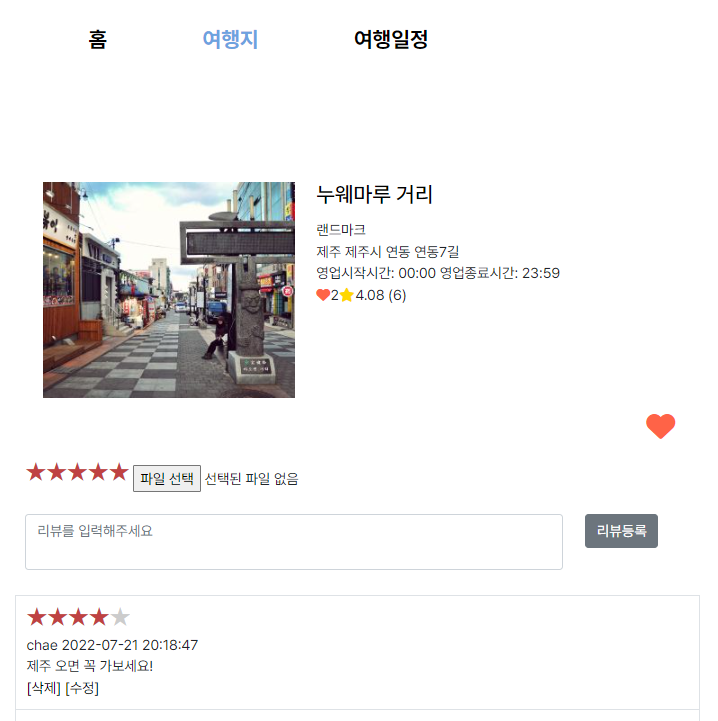 홈 여행지 여행일정
누웨마루 거리
랜드마크
제주 제주시 연동 연동7길
영업시작시간: 00:00 영업종료시간: 23:59
2 4.08 (6)
파일 선택 선택된 파일 없음
리뷰를 입력해주세요
리뷰등록
chae 2022-07-21 20:18:47
제주 오면 꼭 가보세요!
[삭제] [수정]